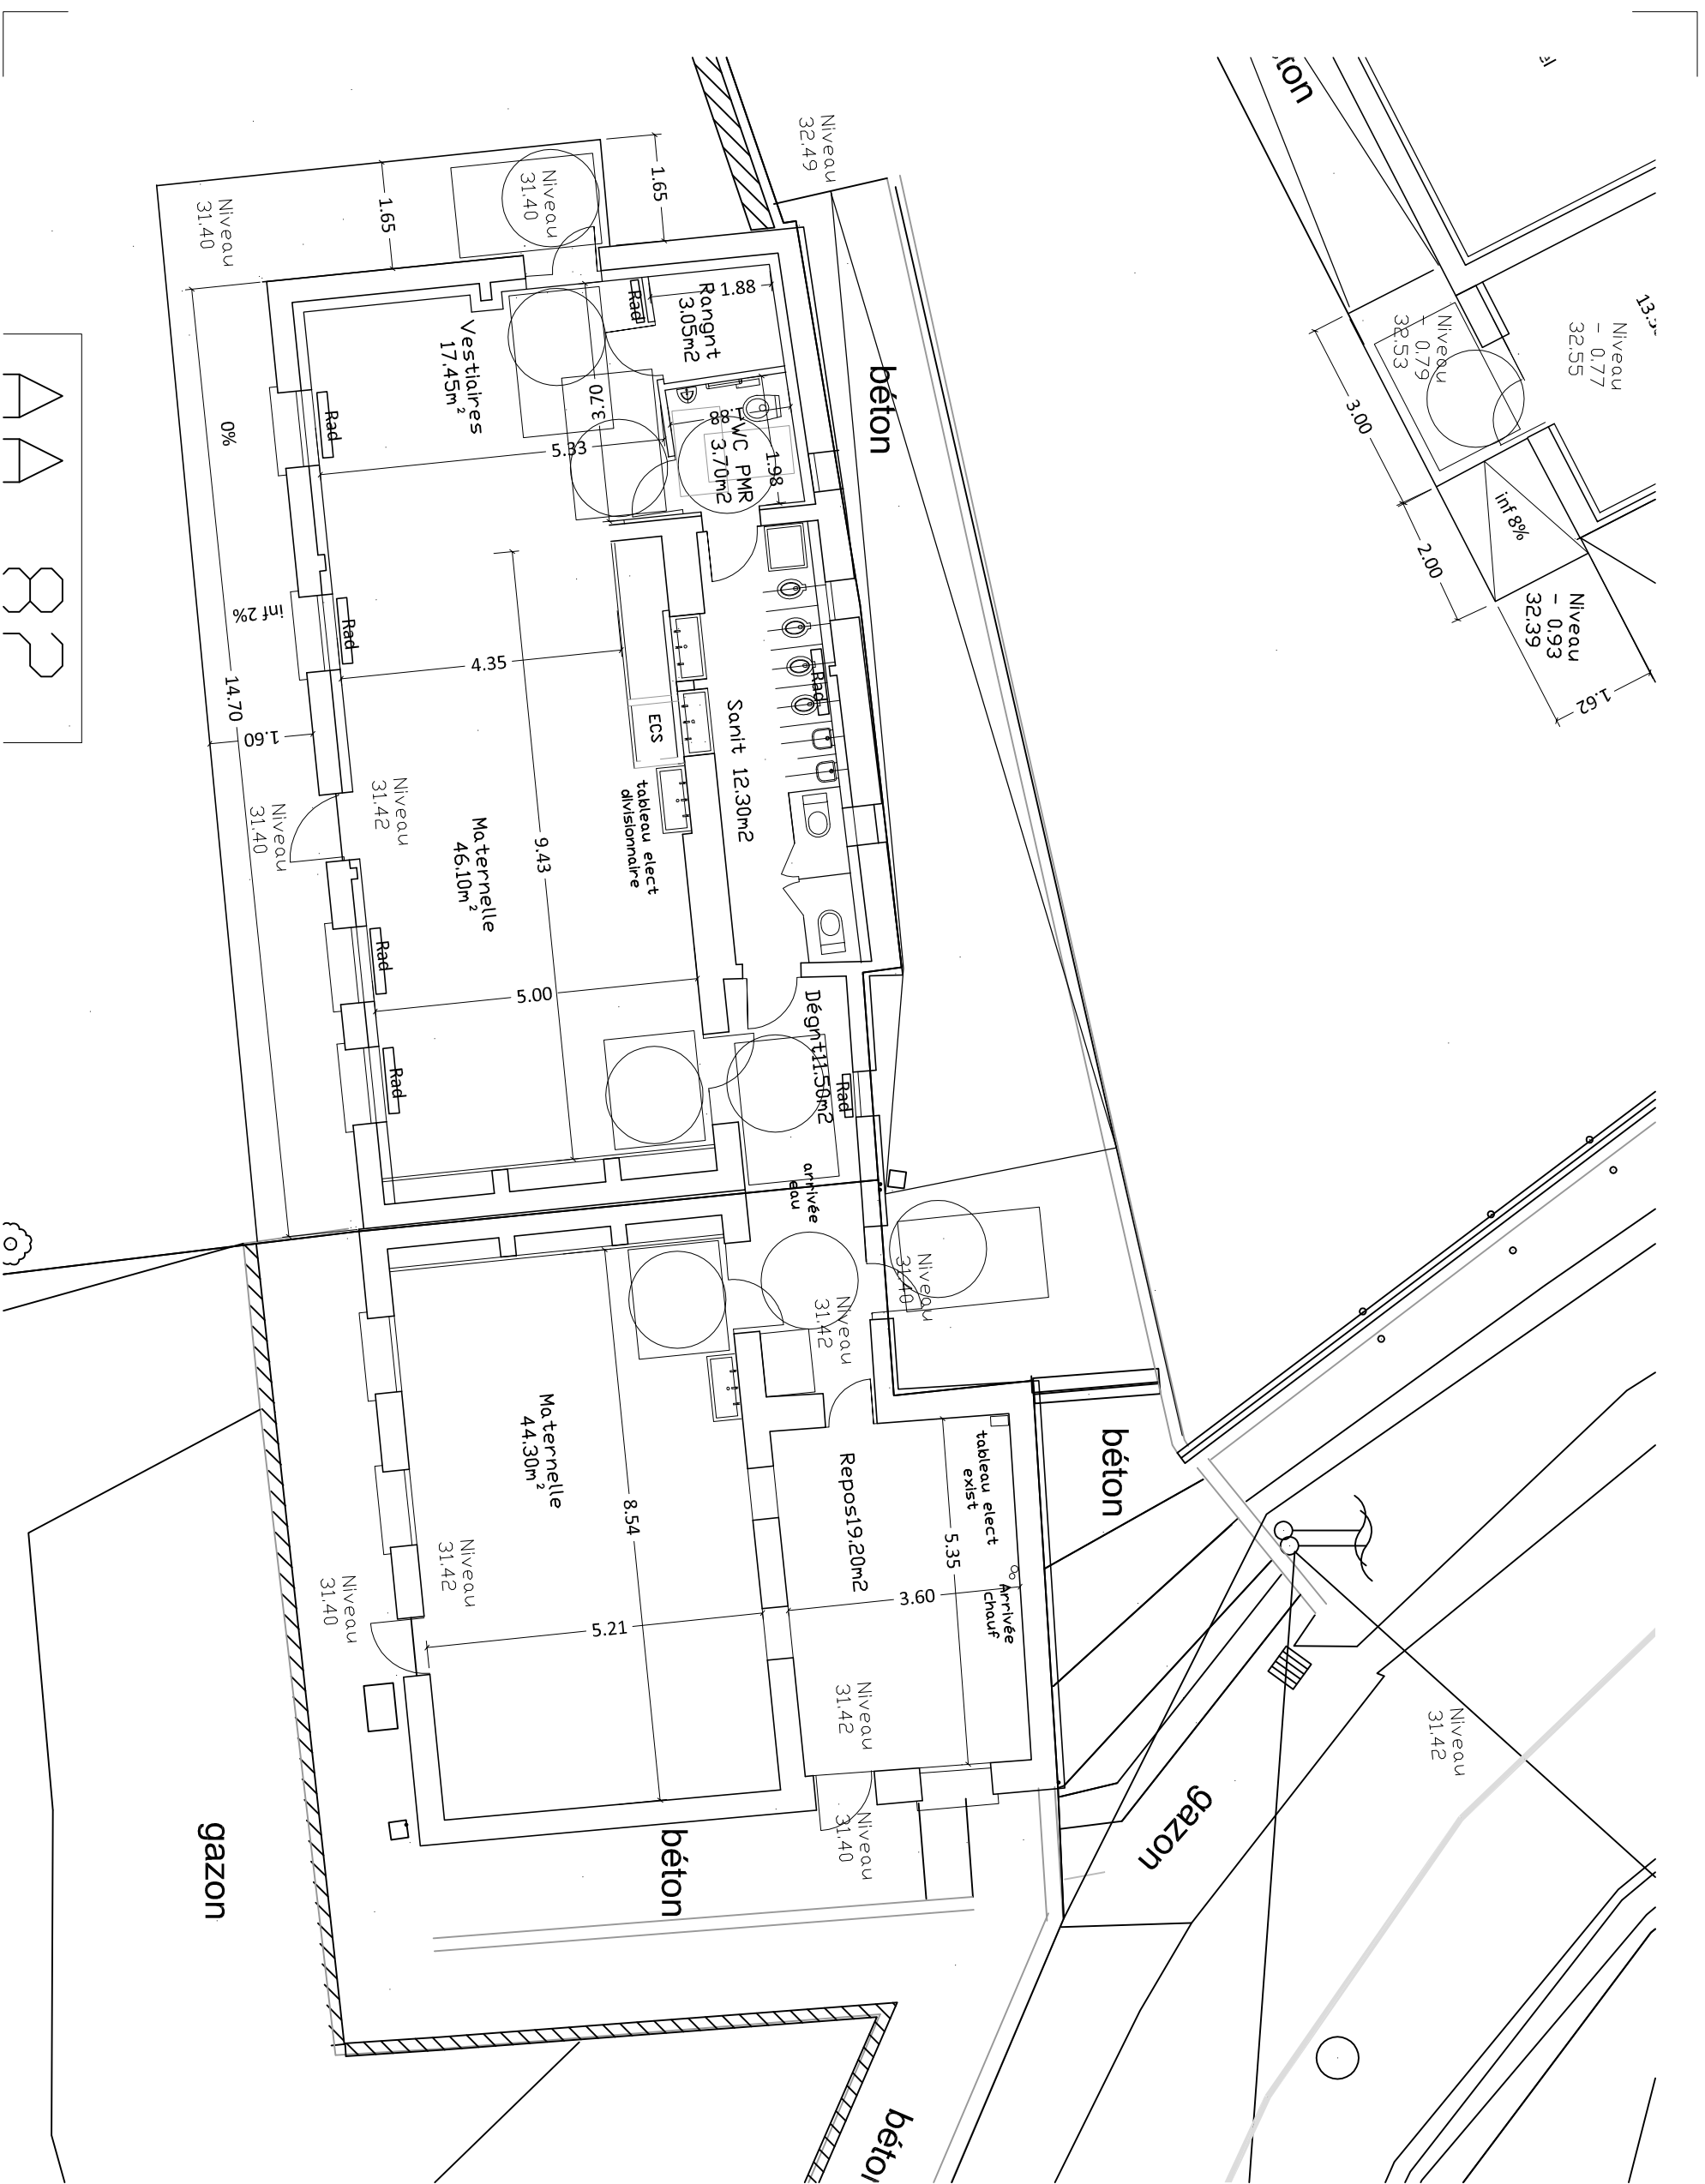 béton
el
Niveau
32.49
13.5
Niveau
- 0.77
32.55
Niveau
- 0.79
32.53
3.00
inf 8%
2.00
Niveau
- 0.93
32.39
1.62
1.65
1.65
Niveau
31.40
Niveau
31.40
Rad
Rangnt
3.05m2
1.88
Vestiaires
17.45m²
3.70
5.33
WC PMR
3.70m2
1.88
1.98
béton
Rad
0%
inf 2%
14.70
1.60
Rad
4.35
ECS
Rad
Sanit 12.30m2
tableau elect
divisionnaire
Niveau
31.42
Niveau
31.40
Maternelle
46.10m²
9.43
Rad
5.00
Rad
Dégnt11.50m2
Rad
arrivée
eau
Niveau
31.40
Niveau
31.42
Maternelle
44.30m²
8.54
Repos19.20m2
tableau elect
exist
5.35
Arrivée
chauf
3.60
5.21
Niveau
31.42
Niveau
31.40
Niveau
31.42
Niveau
31.40
béton
Niveau
31.42
gazon
gazon
béton
béton